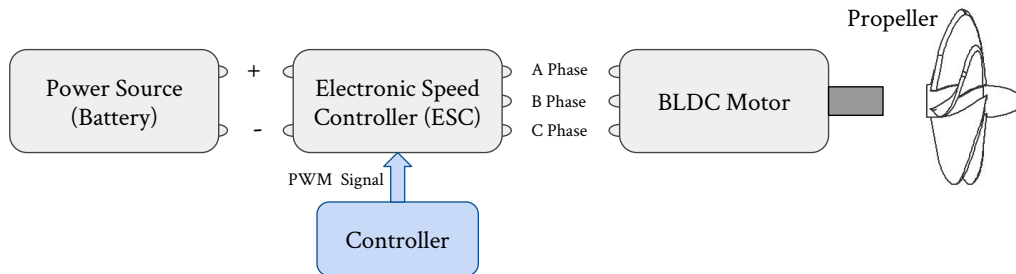 Propeller
Power Source
(Battery)
+
-
Electronic Speed
Controller (ESC)
A Phase
B Phase
C Phase
BLDC Motor
PWM Signal
Controller